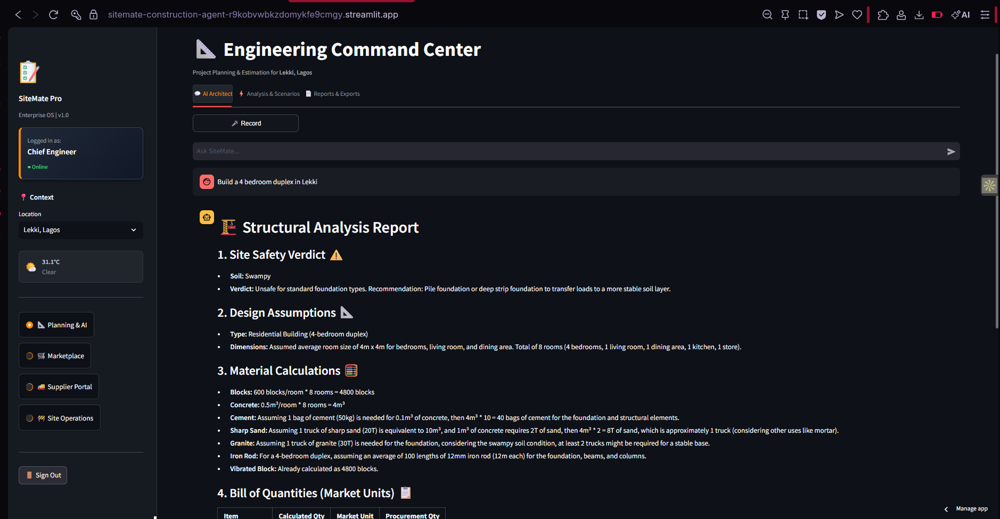 sitemate-construction-agent-r9kobvwbkzdomykfe9cmgy.streamlit.app
AI
SiteMate Pro
Enterprise OS | v1.0
Logged in as:
Chief Engineer
● Online
Context
Location
Lekki, Lagos
31.1°C
Clear
Planning & AI
Marketplace
Supplier Portal
Site Operations
Sign Out
Engineering Command Center
Project Planning & Estimation for Lekki, Lagos
AI Architect
Analysis & Scenarios
Reports & Exports
Record
Ask SiteMate...
Build a 4 bedroom duplex in Lekki
Structural Analysis Report
1. Site Safety Verdict
• Soil: Swampy
• Verdict: Unsafe for standard foundation types. Recommendation: Pile foundation or deep strip foundation to transfer loads to a more stable soil layer.
2. Design Assumptions
• Type: Residential Building (4-bedroom duplex)
• Dimensions: Assumed average room size of 4m x 4m for bedrooms, living room, and dining area. Total of 8 rooms (4 bedrooms, 1 living room, 1 dining area, 1 kitchen, 1 store).
3. Material Calculations
• Blocks: 600 blocks/room * 8 rooms = 4800 blocks
• Concrete: 0.5m³/room * 8 rooms = 4m³
• Cement: Assuming 1 bag of cement (50kg) is needed for 0.1m³ of concrete, then 4m³ * 10 = 40 bags of cement for the foundation and structural elements.
• Sharp Sand: Assuming 1 truck of sharp sand (20T) is equivalent to 10m³, and 1m³ of concrete requires 2T of sand, then 4m³ * 2 = 8T of sand, which is approximately 1 truck (considering other uses like mortar).
• Granite: Assuming 1 truck of granite (30T) is needed for the foundation, considering the swampy soil condition, at least 2 trucks might be required for a stable base.
• Iron Rod: For a 4-bedroom duplex, assuming an average of 100 lengths of 12mm iron rod (12m each) for the foundation, beams, and columns.
• Vibrated Block: Already calculated as 4800 blocks.
4. Bill of Quantities (Market Units)
Item Calculated Qty Market Unit Procurement Qty
Manage app